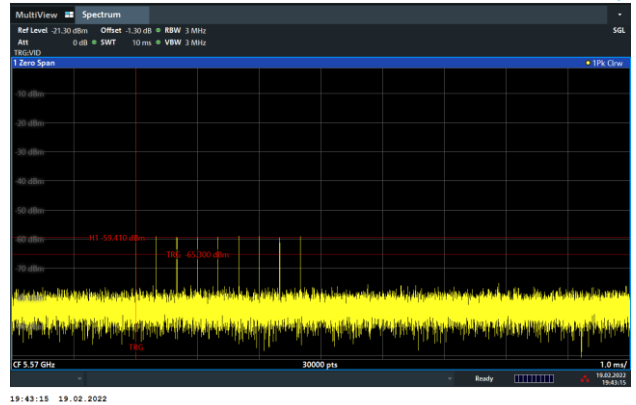 MultiView Spectrum
Ref Level -21.30 dBm Offset -1.30 dB RBW 3 MHz SGL
Att 0 dB SWT 10 ms VBW 3 MHz
TRG:VID
1 Zero Span 1Pk Clrw
-10 dBm
-20 dBm
-30 dBm
-40 dBm
-50 dBm
-60 dBm
H1 -59.410 dBm
TRG -65.300 dBm
-70 dBm
TRG
CF 5.57 GHz 30000 pts 1.0 ms/
Ready 19.02.2022
19:43:15
19:43:15 19.02.2022